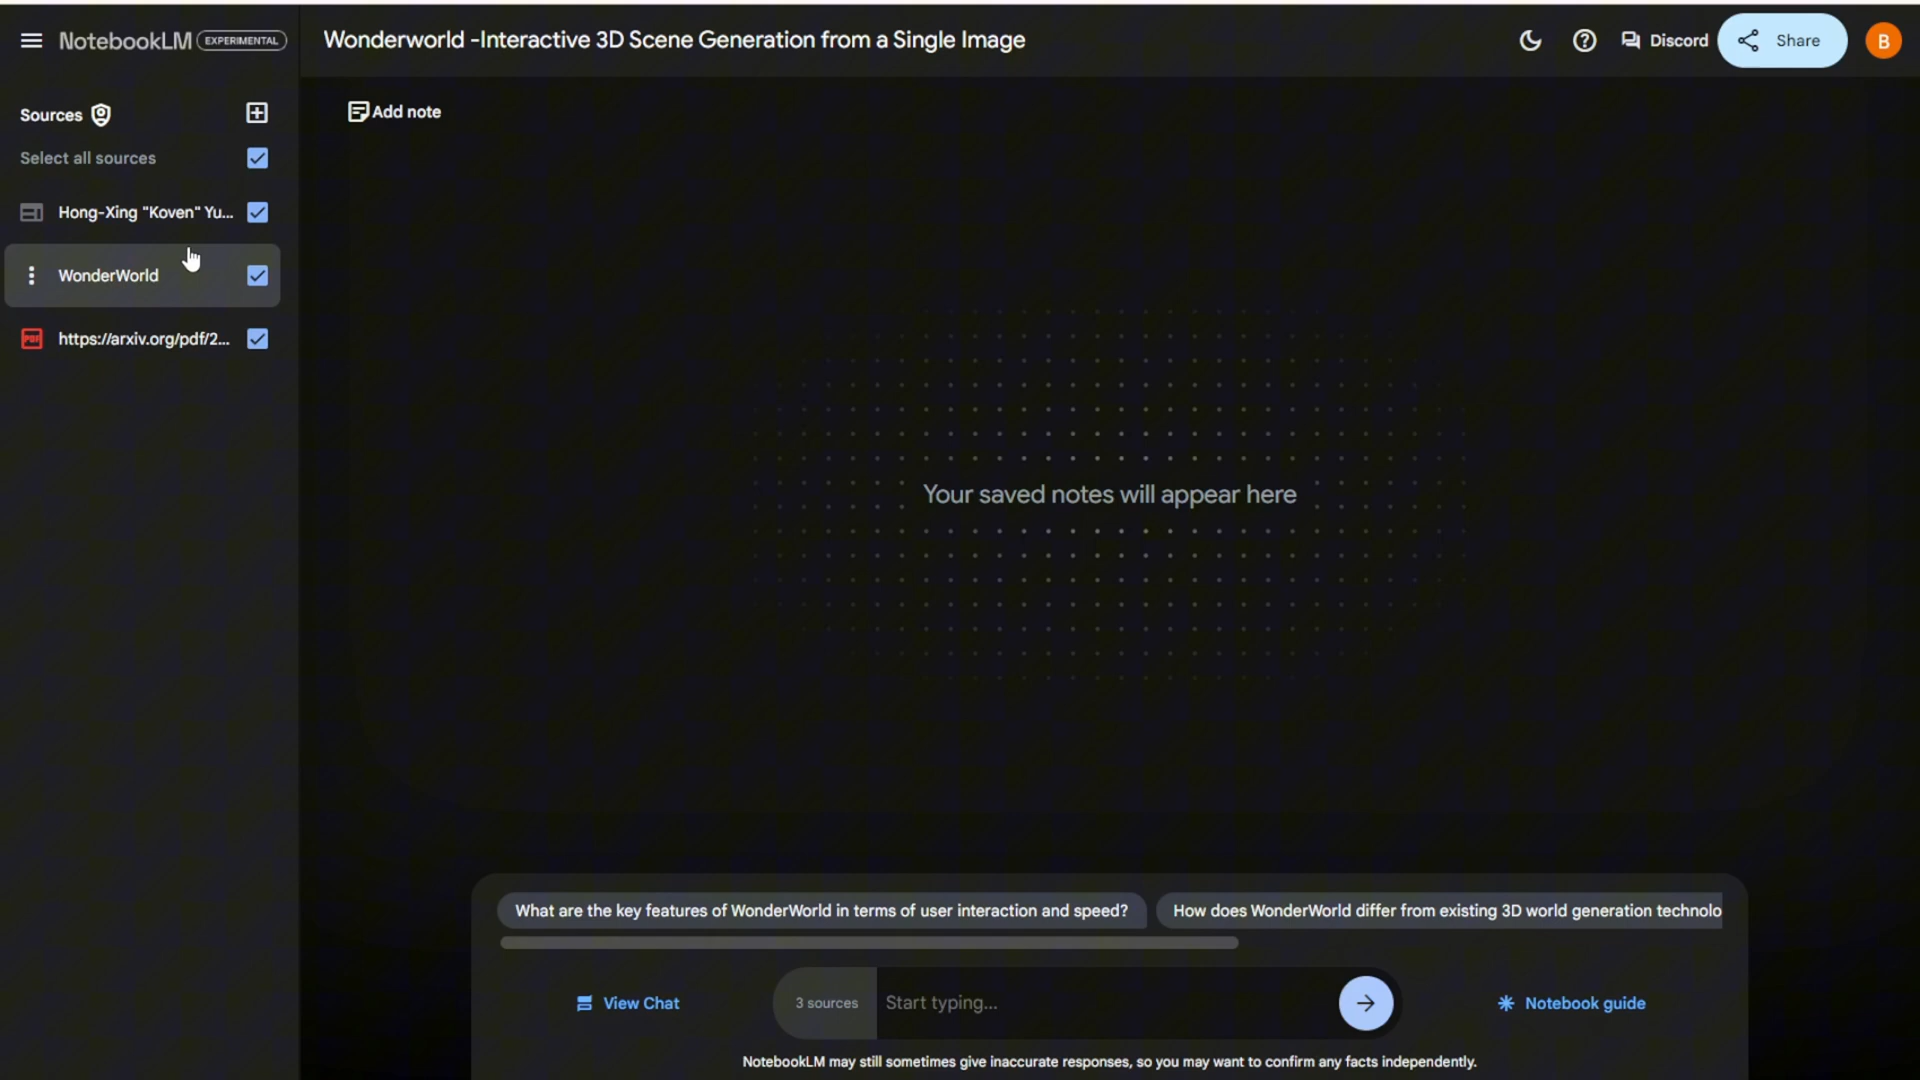 NotebookLM EXPERIMENTAL
Wonderworld -Interactive 3D Scene Generation from a Single Image
Discord
Share
B
Sources
Select all sources
Hong-Xing "Koven" Yu...
WonderWorld
PDF
https://arxiv.org/pdf/2...
Add note
Your saved notes will appear here
What are the key features of WonderWorld in terms of user interaction and speed?
How does WonderWorld differ from existing 3D world generation technolo
View Chat
3 sources
Start typing...
Notebook guide
NotebookLM may still sometimes give inaccurate responses, so you may want to confirm any facts independently.